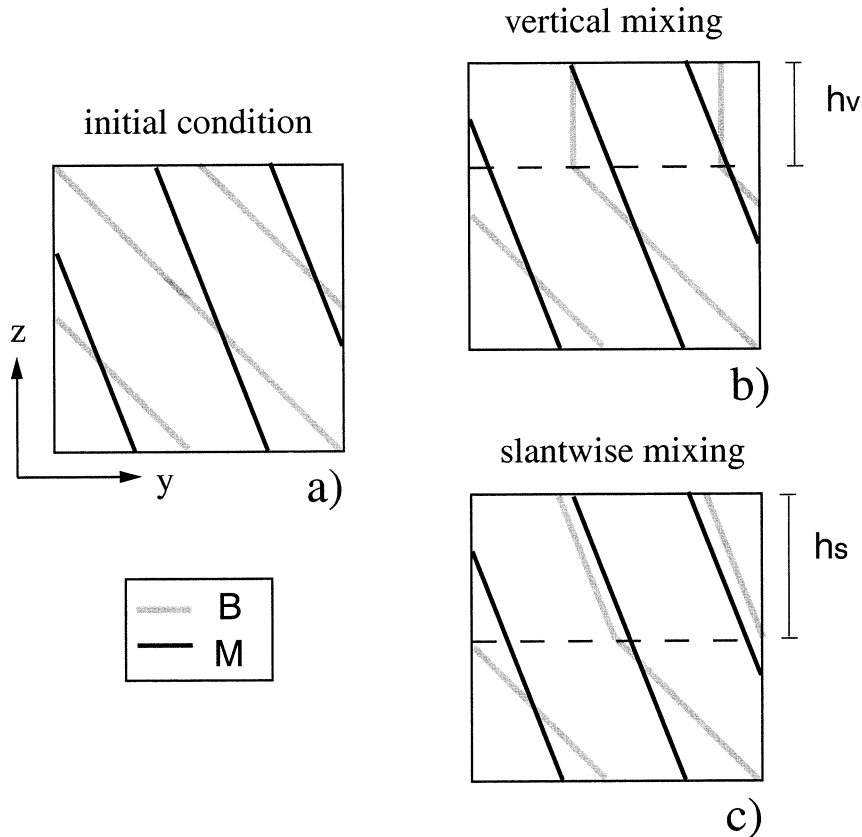 initial condition
z
y
a)
B
M
vertical mixing
hv
b)
slantwise mixing
hs
c)